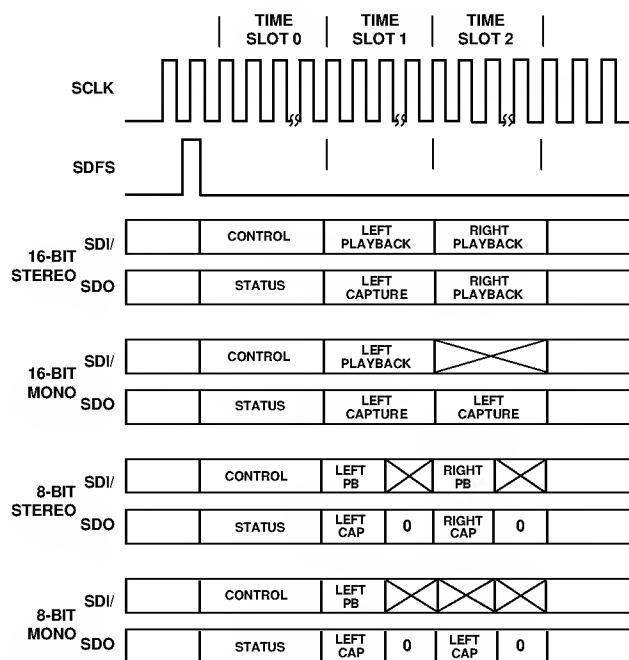 TIME SLOT 0
TIME SLOT 1
TIME SLOT 2
SCLK
SDFS
16-BIT STEREO
SDI/
CONTROL
LEFT PLAYBACK
RIGHT PLAYBACK
SDO
STATUS
LEFT CAPTURE
RIGHT PLAYBACK
16-BIT MONO
SDI/
CONTROL
LEFT PLAYBACK
SDO
STATUS
LEFT CAPTURE
LEFT CAPTURE
8-BIT STEREO
SDI/
CONTROL
LEFT PB
RIGHT PB
SDO
STATUS
LEFT CAP
0
RIGHT CAP
0
8-BIT MONO
SDI/
CONTROL
LEFT PB
SDO
STATUS
LEFT CAP
0
LEFT CAP
0